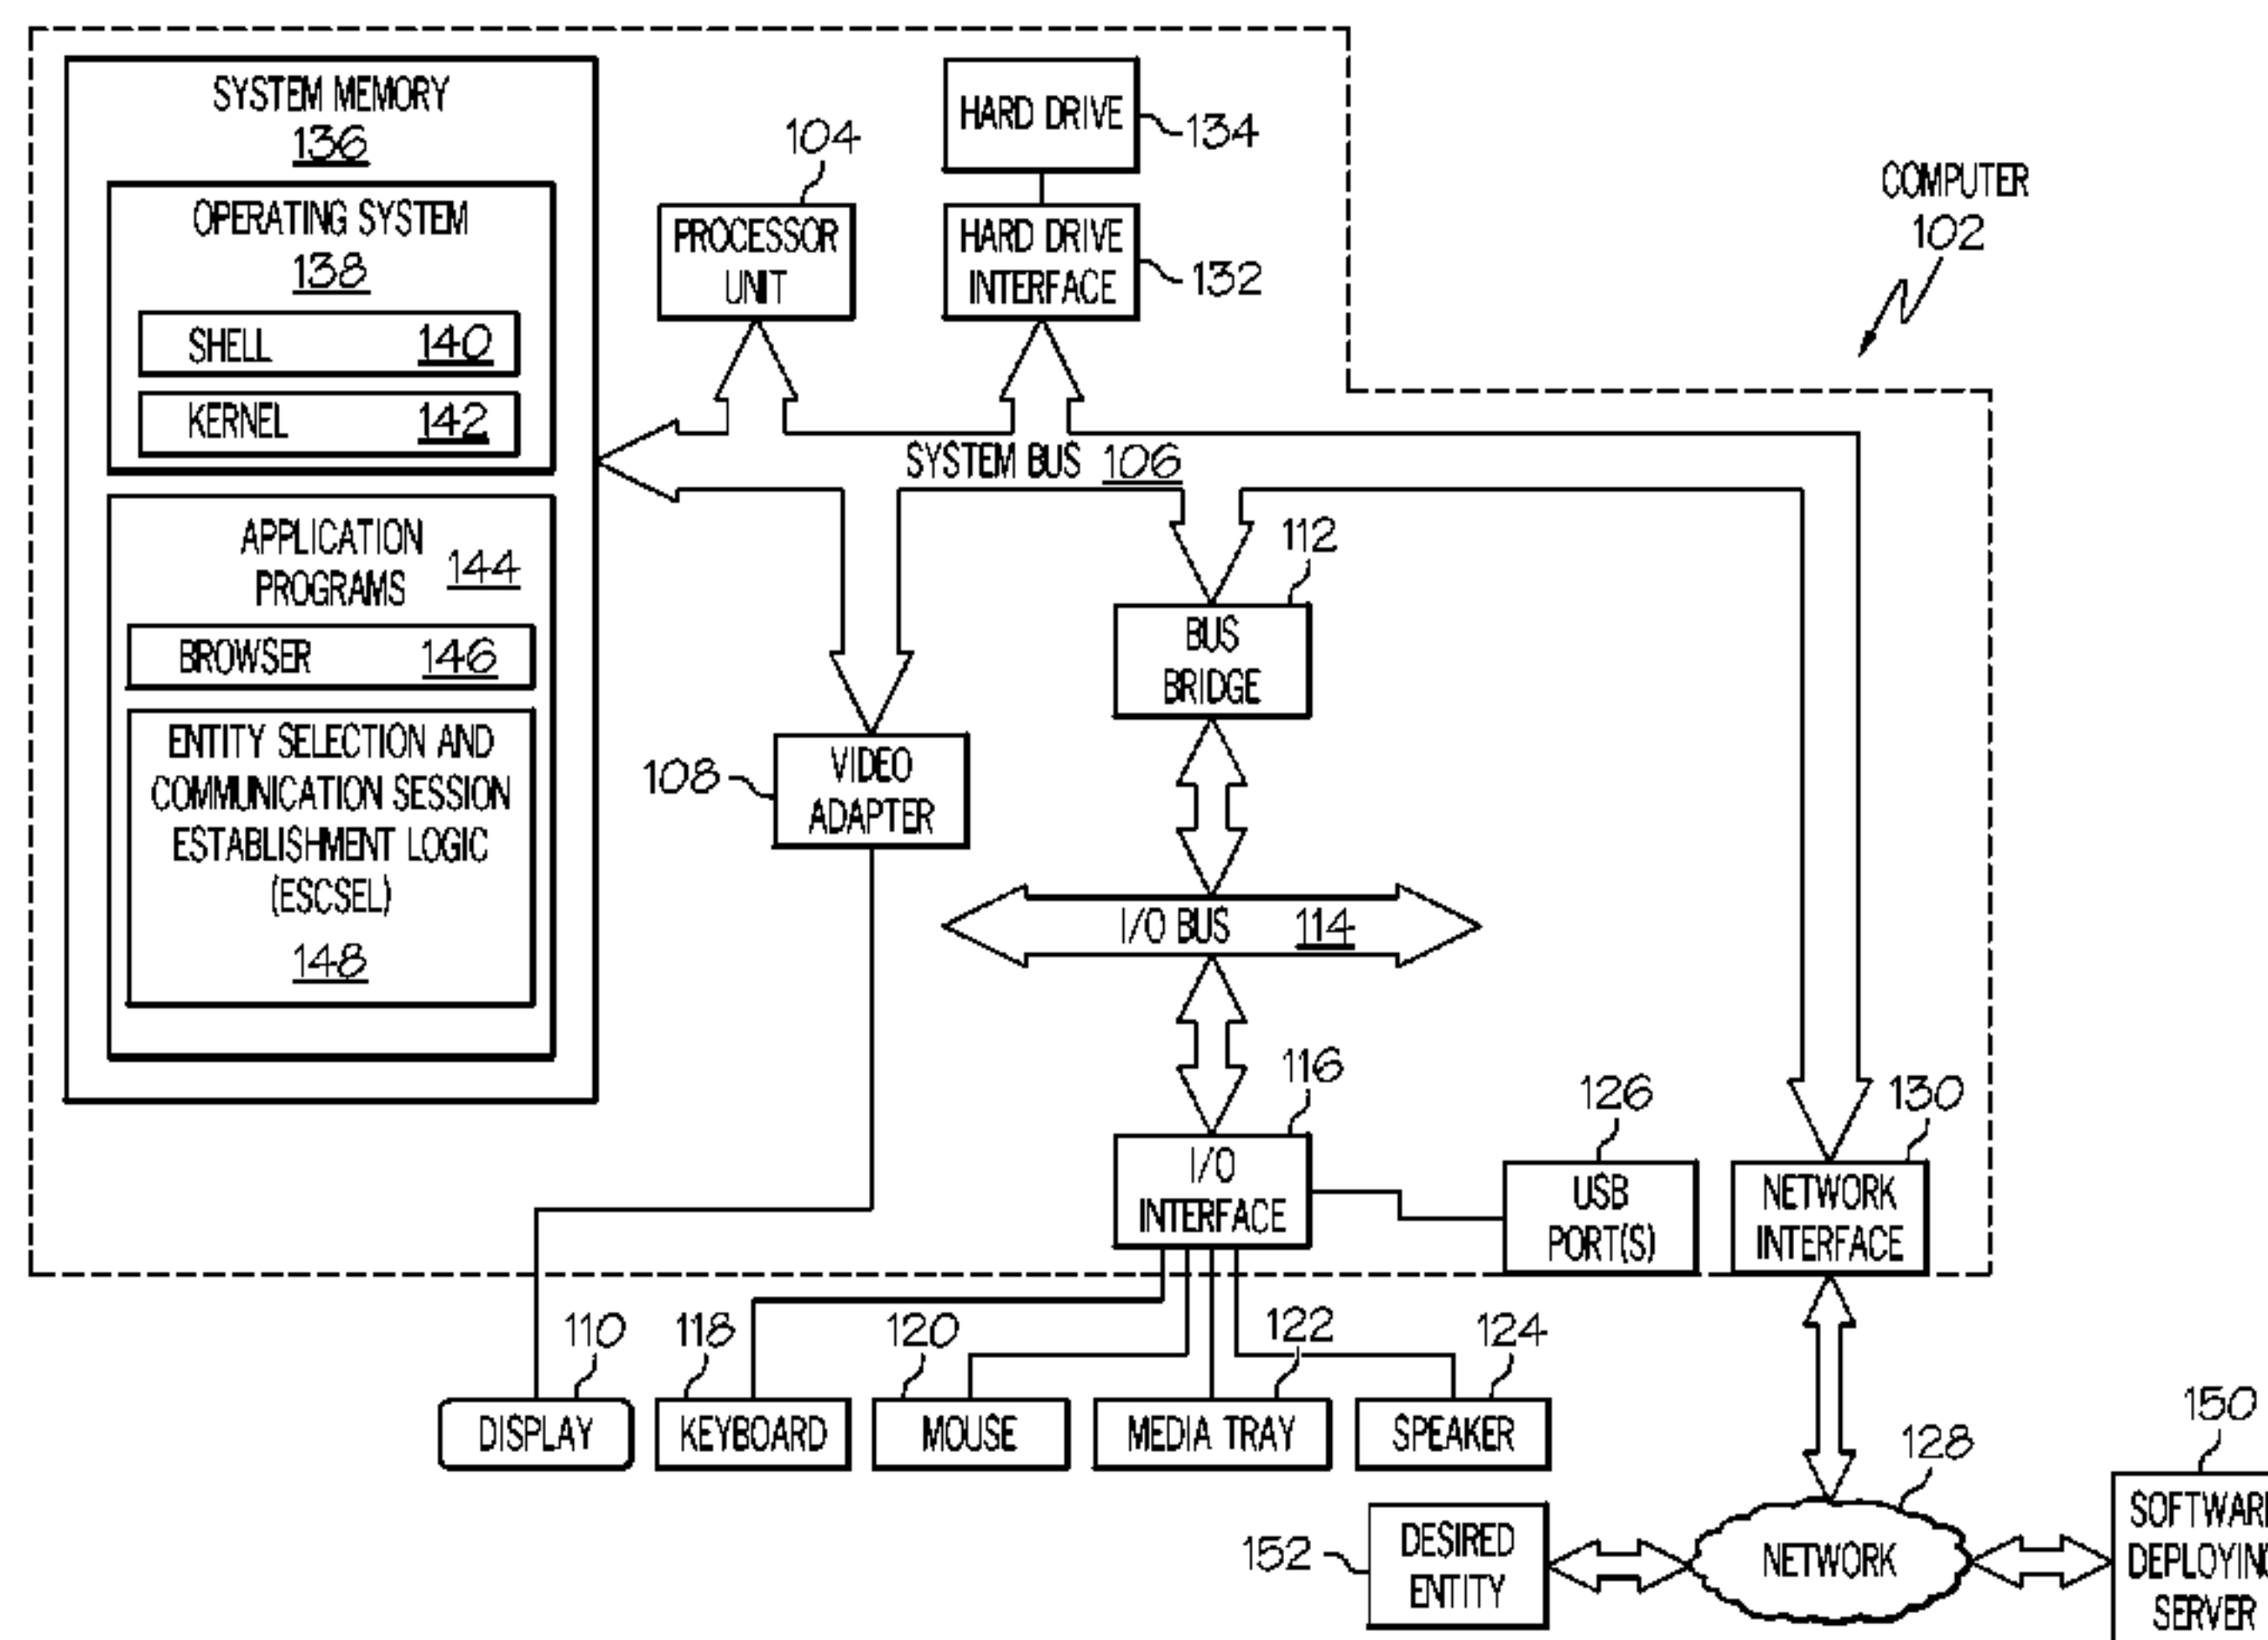 SYSTEM MEMORY
136
OPERATING SYSTEM
138
SHELL 140
KERNEL 142
APPLICATION
PROGRAMS 144
BROWSER 146
ENTITY SELECTION AND
COMMUNICATION SESSION
ESTABLISHMENT LOGIC
(ESCSEL)
148
104
PROCESSOR
UNIT
HARD DRIVE 134
HARD DRIVE
INTERFACE 132
COMPUTER
102
SYSTEM BUS 106
112
BUS
BRIDGE
108 VIDEO
ADAPTER
I/O BUS 114
116
I/O
INTERFACE
126
USB
PORT(S)
130
NETWORK
INTERFACE
110
DISPLAY
118
KEYBOARD
120
MOUSE
122
MEDIA TRAY
124
SPEAKER
152 DESIRED
ENTITY
128
NETWORK
150
SERVER